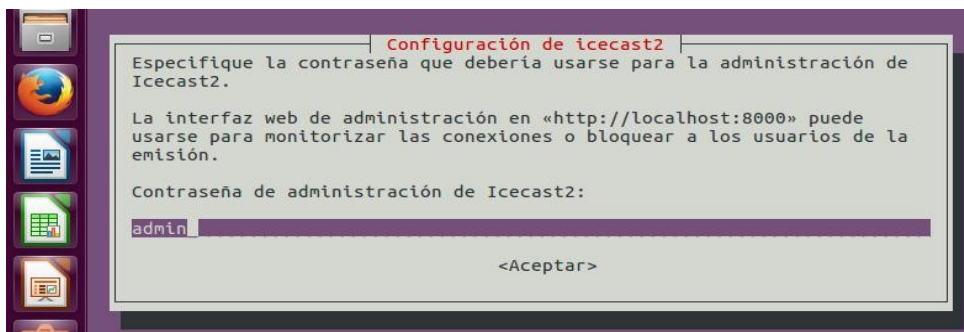 Configuración de icecast2
Especifique la contraseña que debería usarse para la administración de
Icecast2.
La interfaz web de administración en «http://localhost:8000» puede
usarse para monitorizar las conexiones o bloquear a los usuarios de la
emisión.
Contraseña de administración de Icecast2:
admin_
<Aceptar>